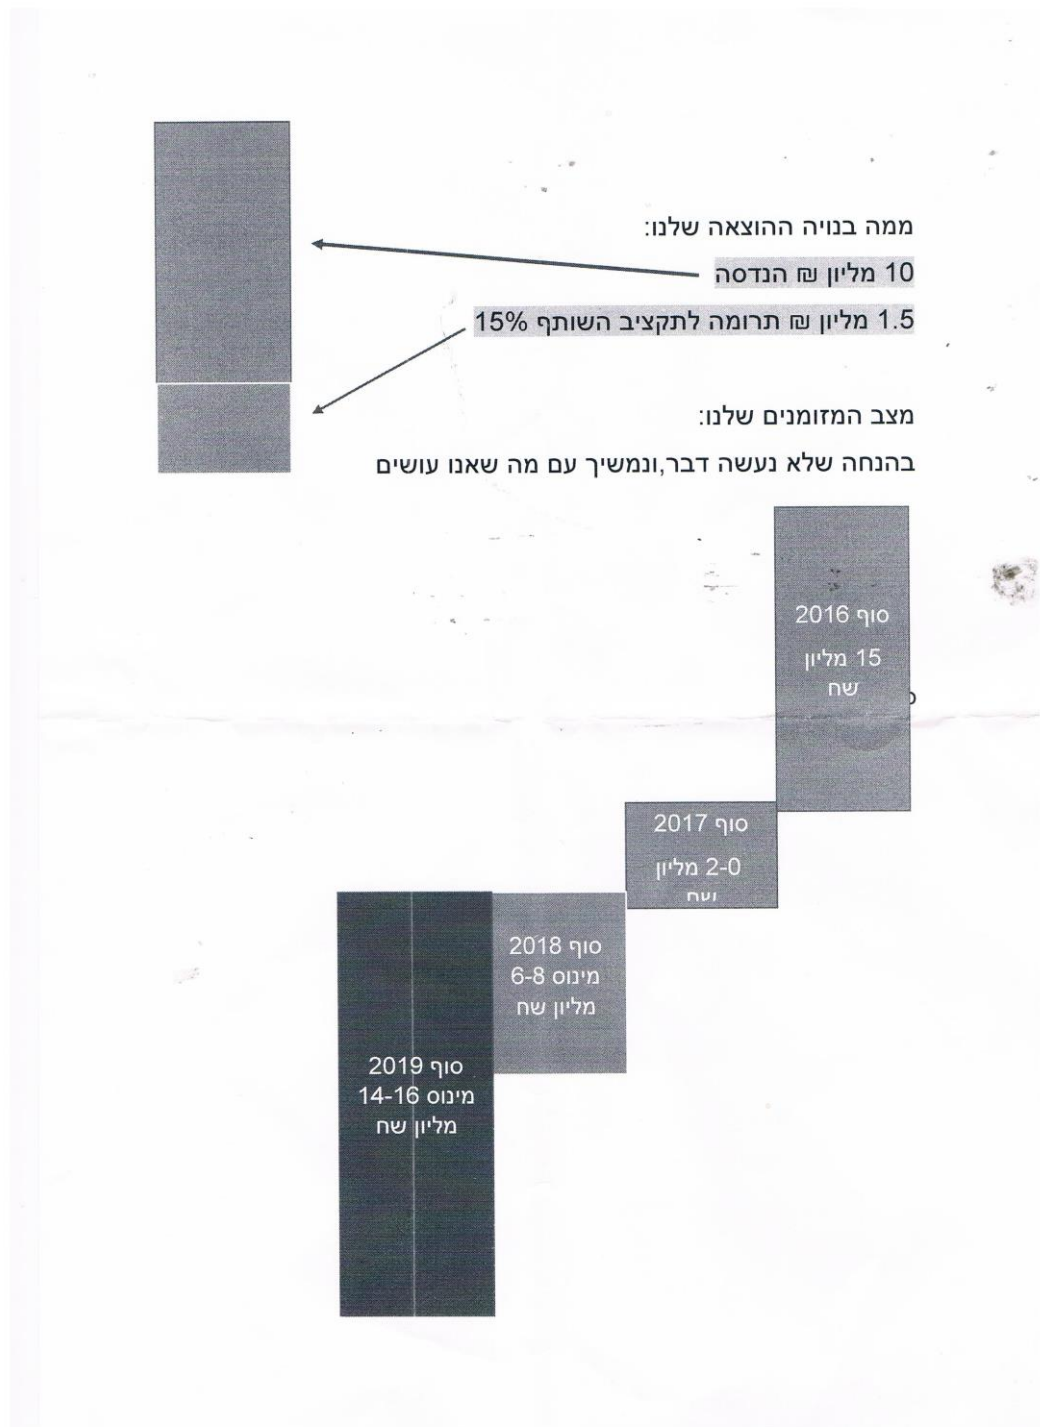 ממה בנויה ההוצאה שלנו:
10 מליון ₪ הנדסה
1.5 מליון ₪ תרומה לתקציב השותף 15%
מצב המזומנים שלנו:
בהנחה שלא נעשה דבר,ונמשיך עם מה שאנו עושים
סוף 2016
15 מליון
שח
סוף 2017
2-0 מליון
שח
סוף 2018
מינוס 6-8
מליון שח
סוף 2019
מינוס 14-16
מליון שח